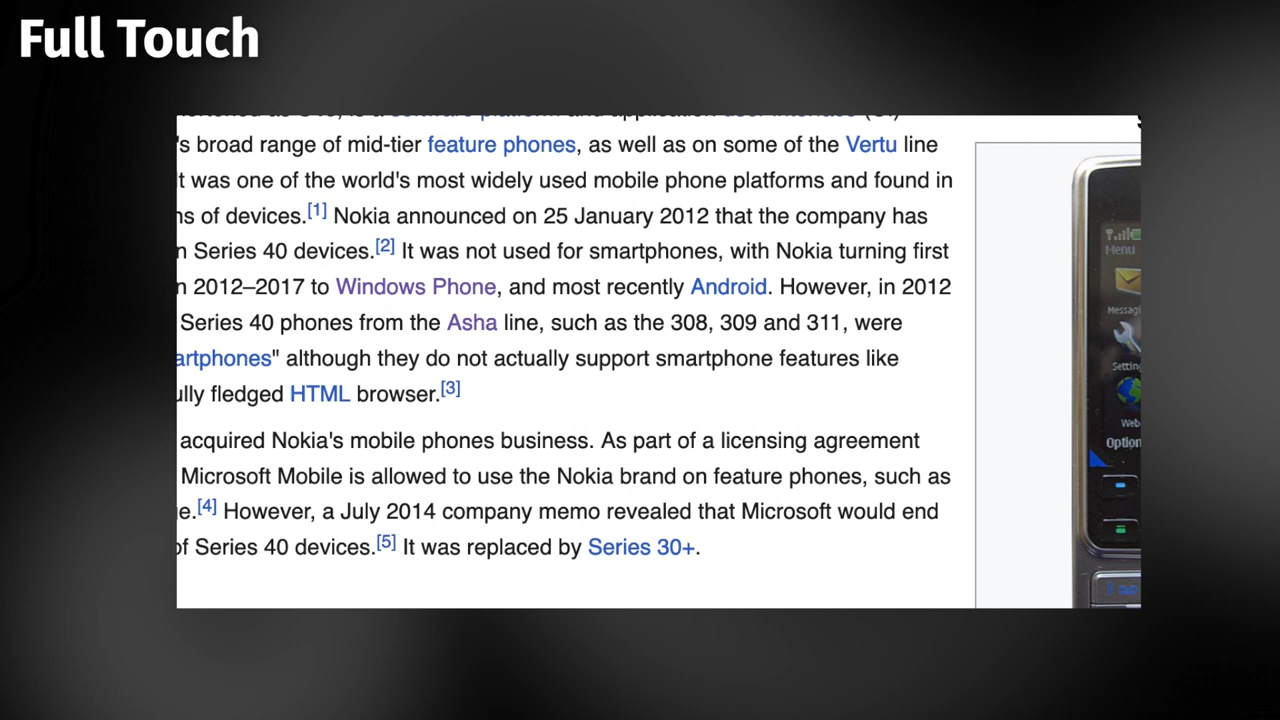 Full Touch
's broad range of mid-tier feature phones, as well as on some of the Vertu line
t was one of the world's most widely used mobile phone platforms and found in
ns of devices.[1] Nokia announced on 25 January 2012 that the company has
n Series 40 devices.[2] It was not used for smartphones, with Nokia turning first
n 2012–2017 to Windows Phone, and most recently Android. However, in 2012
Series 40 phones from the Asha line, such as the 308, 309 and 311, were
artphones" although they do not actually support smartphone features like
ully fledged HTML browser.[3]
acquired Nokia's mobile phones business. As part of a licensing agreement
Microsoft Mobile is allowed to use the Nokia brand on feature phones, such as
e.[4] However, a July 2014 company memo revealed that Microsoft would end
of Series 40 devices.[5] It was replaced by Series 30+.
Menu
Messagi
Setting
Web
Option